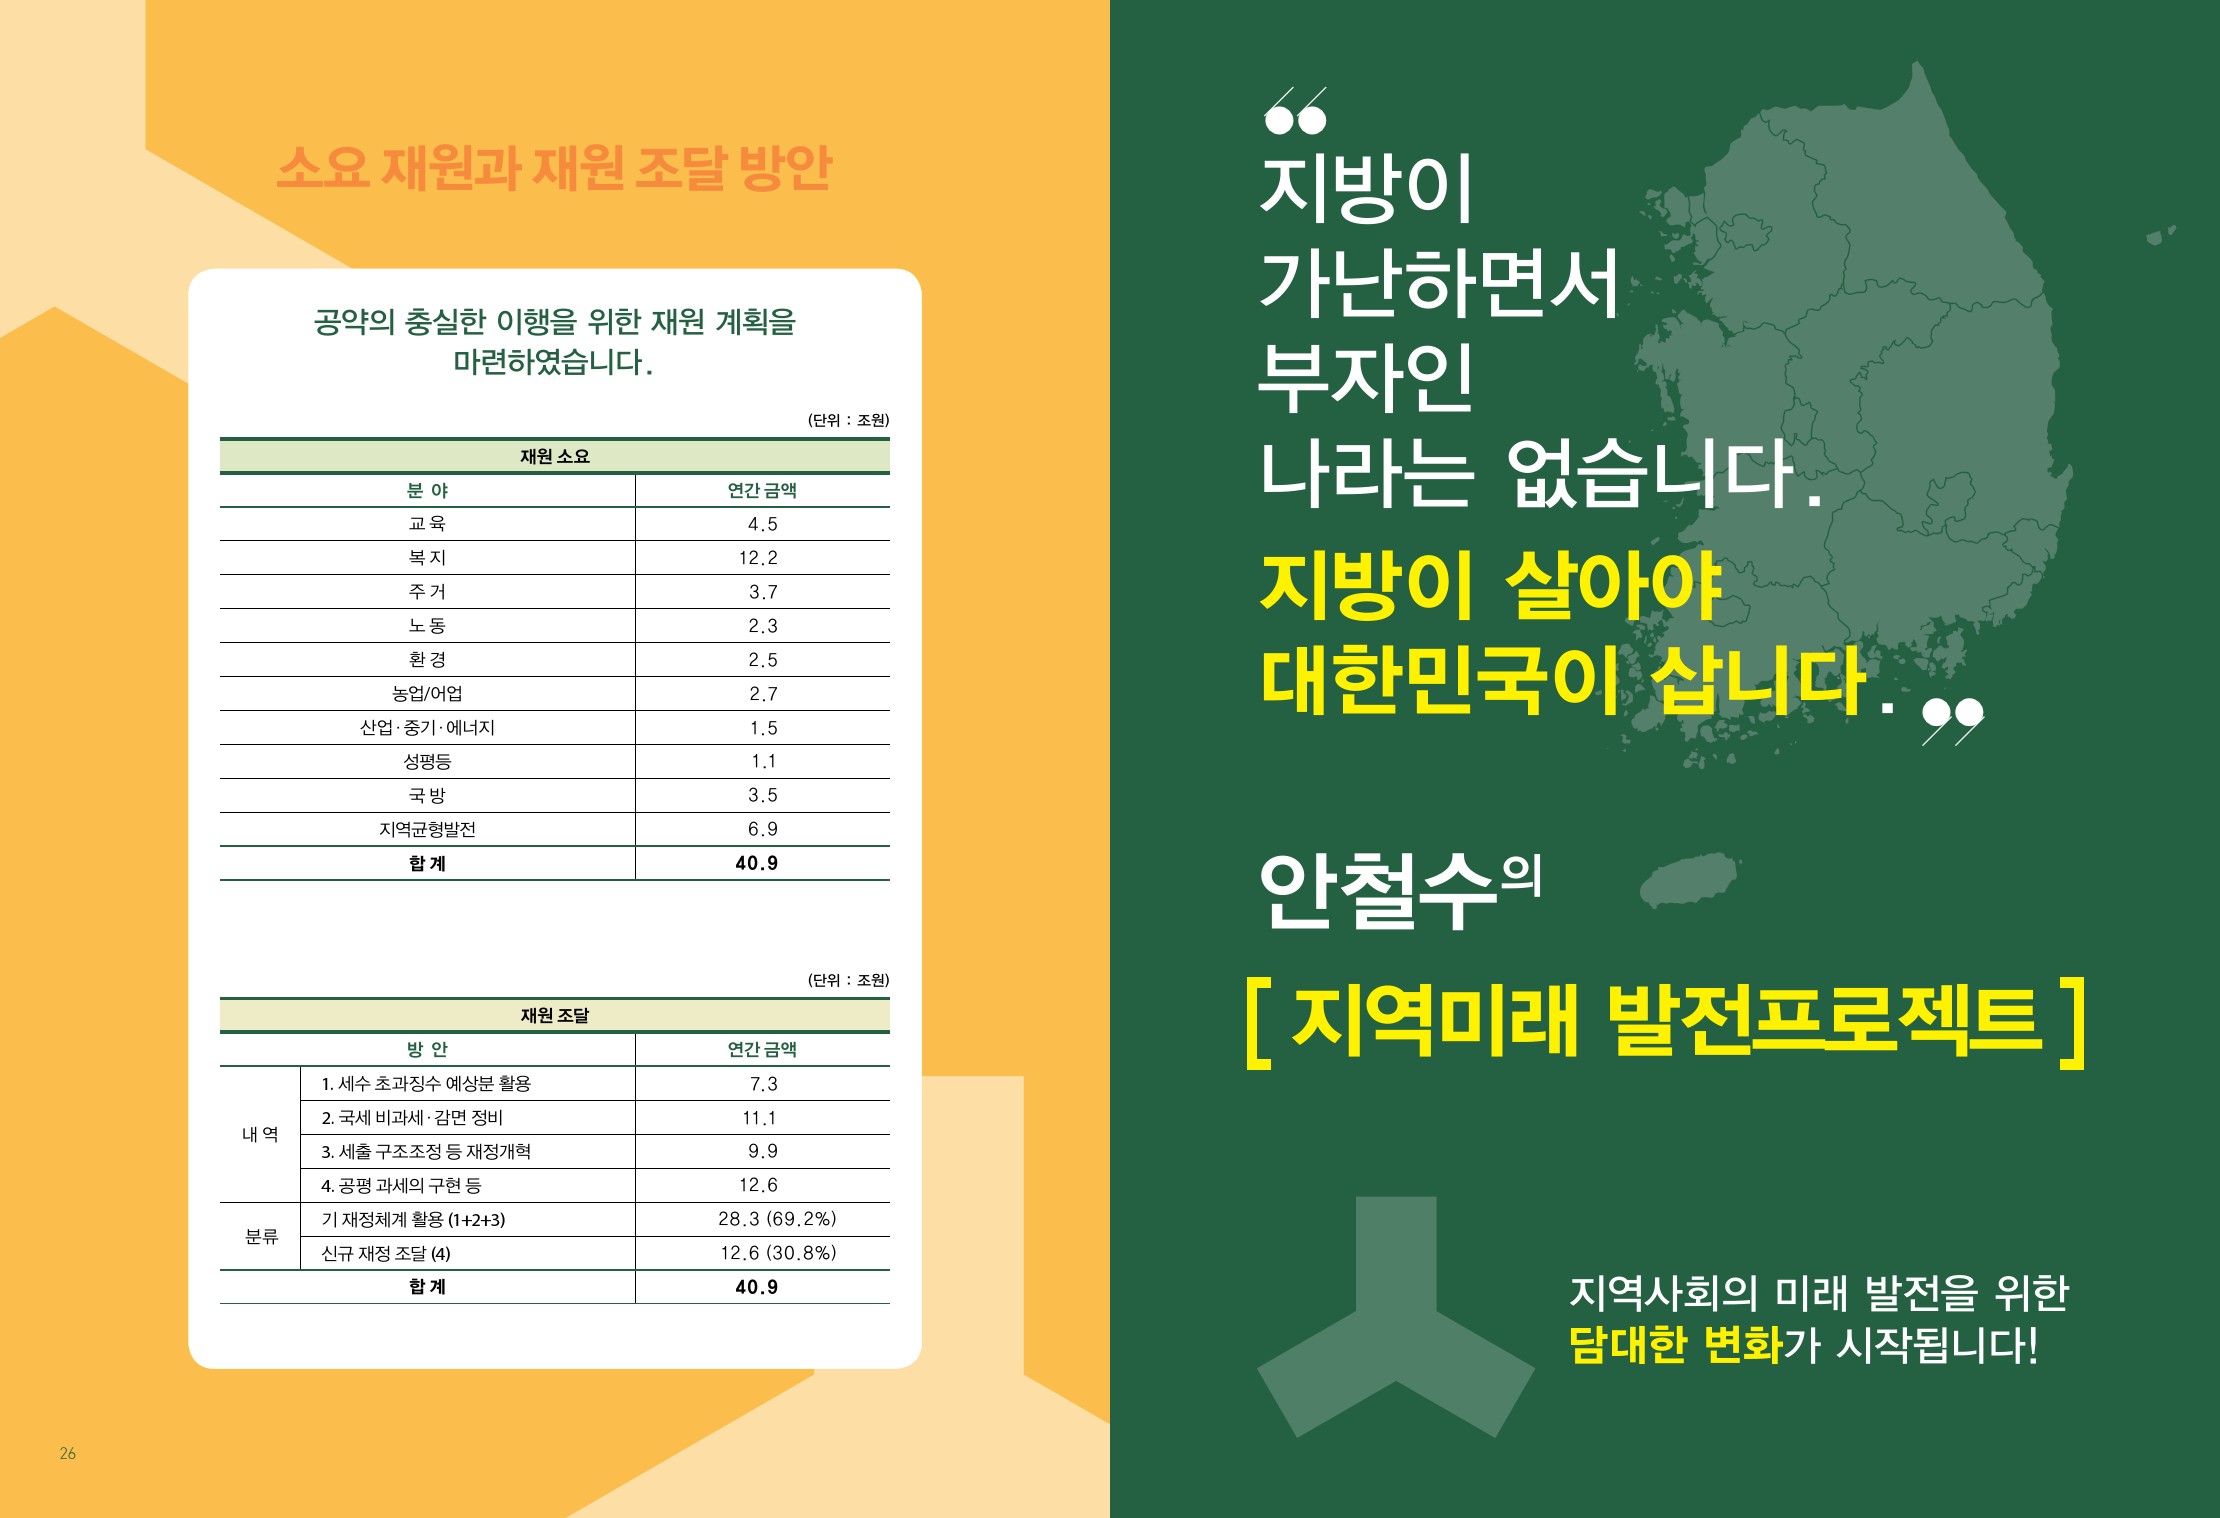 소요 재원과 재원 조달 방안
공약의 충실한 이행을 위한 재원 계획을
마련하였습니다.
(단위 : 조원)
재원 소요
분 야 연간 금액
교 육 4.5
복 지 12.2
주 거 3.7
노 동 2.3
환 경 2.5
농업/어업 2.7
산업·중기·에너지 1.5
성평등 1.1
국 방 3.5
지역균형발전 6.9
합 계 40.9
(단위 : 조원)
재원 조달
방 안 연간 금액
내 역
1. 세수 초과징수 예상분 활용 7.3
2. 국세 비과세·감면 정비 11.1
3. 세출 구조조정 등 재정개혁 9.9
4. 공평 과세의 구현 등 12.6
분류
기 재정체계 활용 (1+2+3) 28.3 (69.2%)
신규 재정 조달 (4) 12.6 (30.8%)
합 계 40.9
26
“
지방이
가난하면서
부자인
나라는 없습니다.
지방이 살아야
대한민국이 삽니다. ”
안철수의
[ 지역미래 발전프로젝트 ]
지역사회의 미래 발전을 위한
담대한 변화가 시작됩니다!